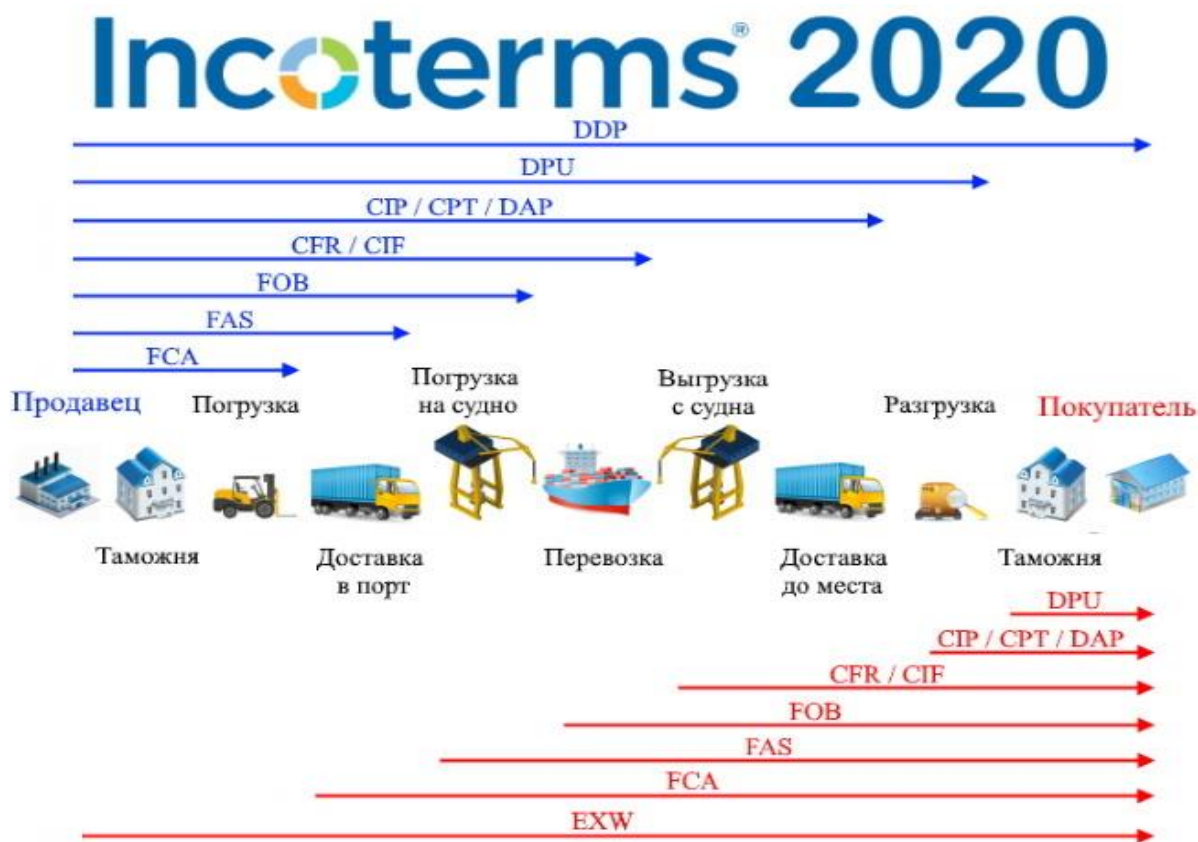 Incoterms® 2020
DDP
DPU
CIP / CPT / DAP
CFR / CIF
FOB
FAS
FCA
Продавец
Погрузка
Погрузка
на судно
Выгрузка
с судна
Разгрузка
Покупатель
Таможня
Доставка
в порт
Перевозка
Доставка
до места
Таможня
DPU
CIP / CPT / DAP
CFR / CIF
FOB
FAS
FCA
EXW